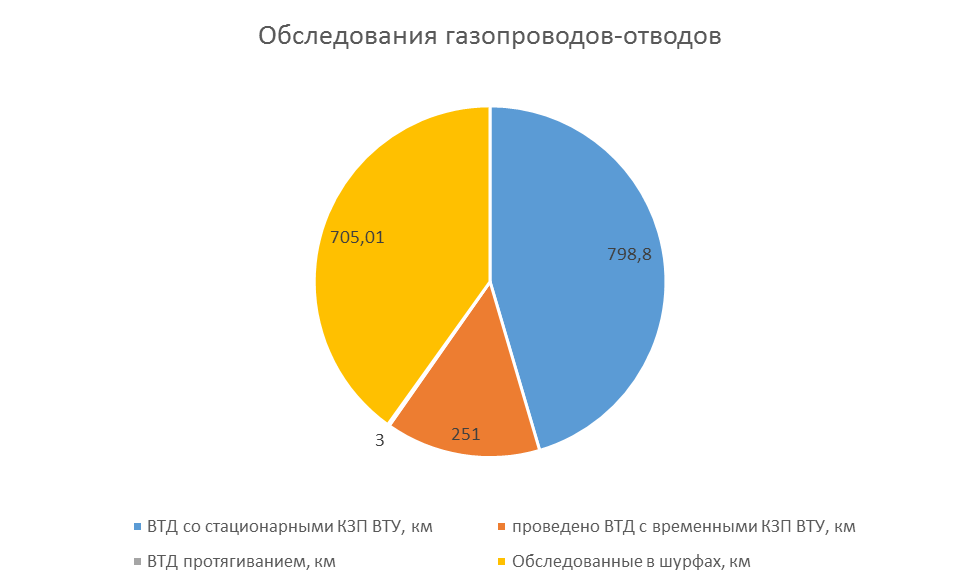 Обследования газопроводов-отводов
705,01
798,8
251
3
ВТД со стационарными КЗП ВТУ, км
проведено ВТД с временными КЗП ВТУ, км
ВТД протягиванием, км
Обследованные в шурфах, км